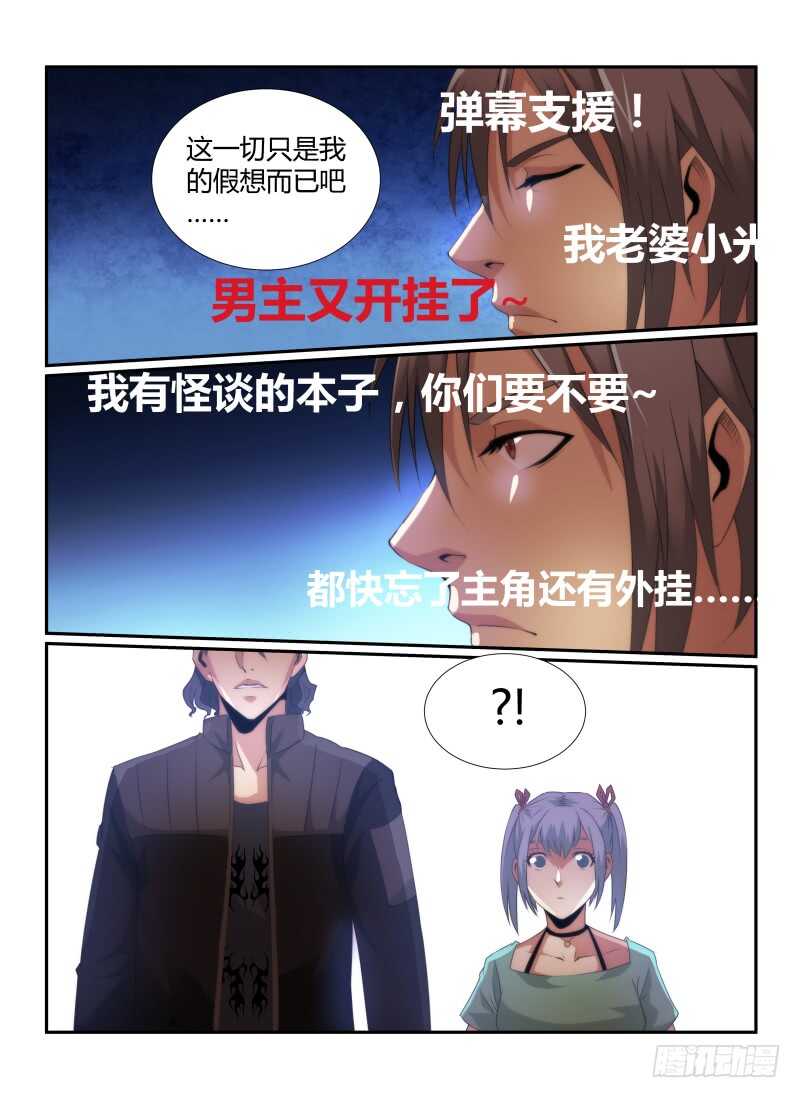 弹幕支援！
这一切只是我
的假想而已吧
……
我老婆小光
男主又开挂了~
我有怪谈的本子，你们要不要~
都快忘了主角还有外挂……
?!
腾讯动漫